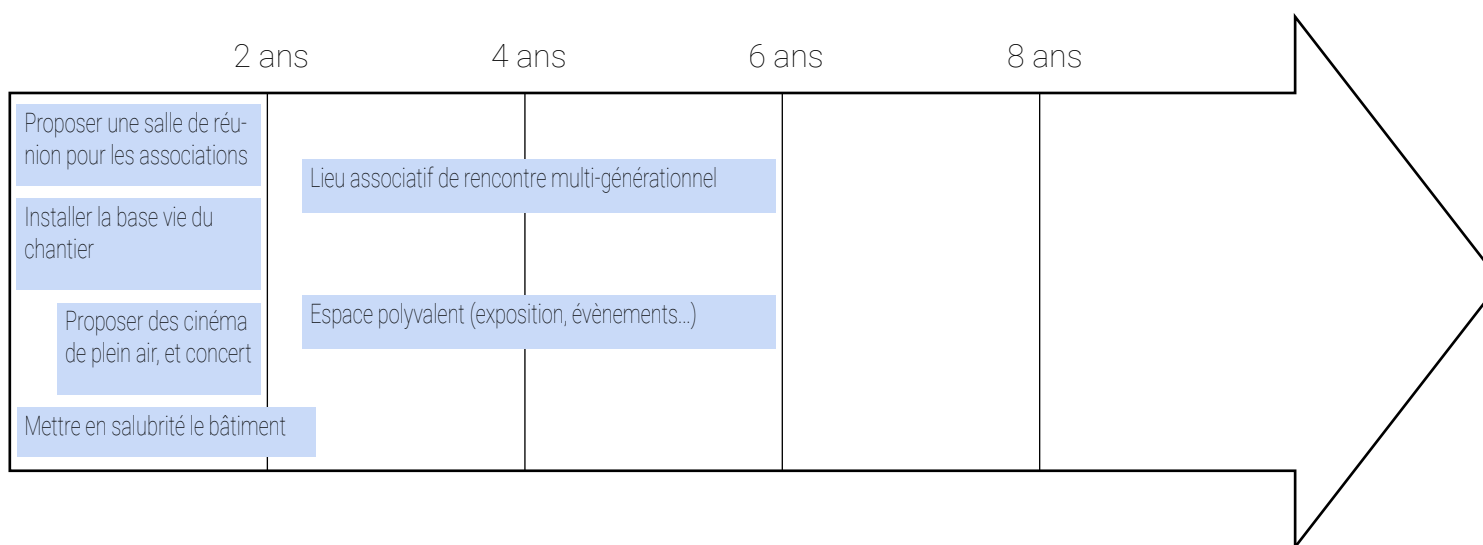 2 ans
4 ans
6 ans
8 ans
Proposer une salle de réu-
nion pour les associations
Lieu associatif de rencontre multi-générationnel
Installer la base vie du
chantier
Proposer des cinéma
de plein air, et concert
Espace polyvalent (exposition, évènements...)
Mettre en salubrité le bâtiment